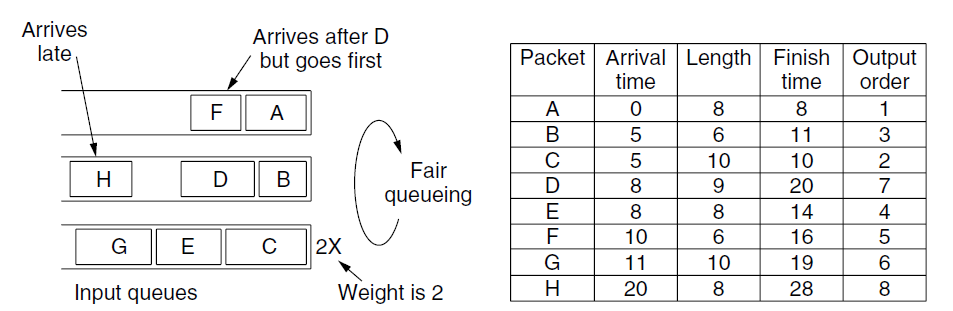 Arrives
late
Arrives after D
but goes first
F A
H D B
G E C 2X
Fair
queueing
Input queues
Weight is 2
Packet Arrival time Length Finish time Output order
A 0 8 8 1
B 5 6 11 3
C 5 10 10 2
D 8 9 20 7
E 8 8 14 4
F 10 6 16 5
G 11 10 19 6
H 20 8 28 8